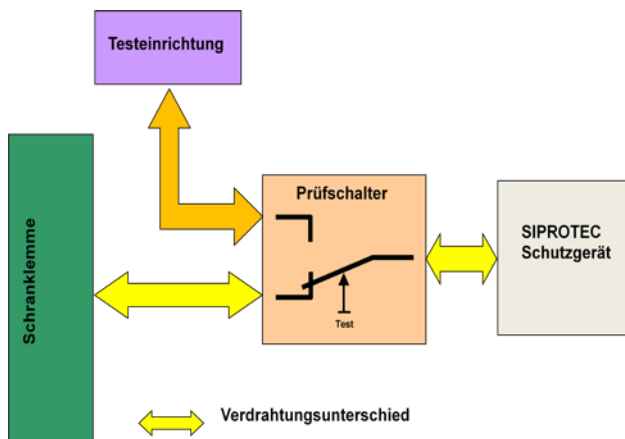 Testeinrichtung
Prüfschalter
SIPROTEC
Schutzgerät
Schranklemme
Test
Verdrahtungsunterschied